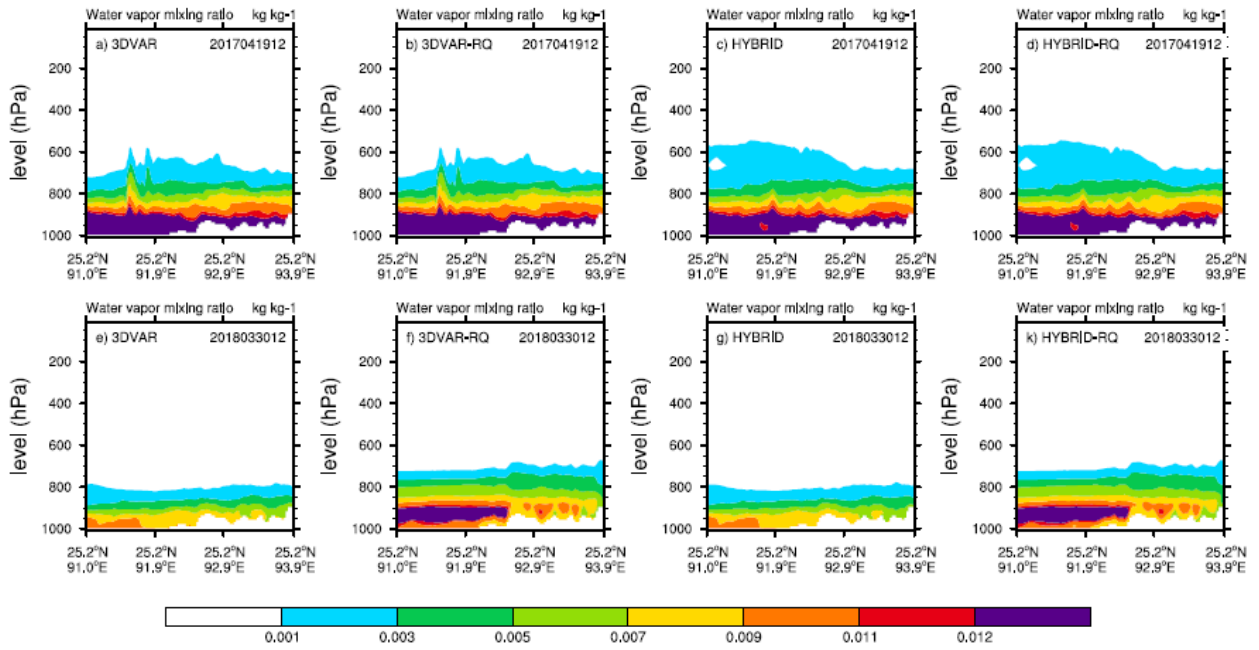 Water vapor mixing ratio kg kg-1 Water vapor mixing ratio kg kg-1 Water vapor mixing ratio kg kg-1 Water vapor mixing ratio kg kg-1
a) 3DVAR 2017041912 b) 3DVAR-RQ 2017041912 c) HYBRID 2017041912 d) HYBRID-RQ 2017041912
200 200 200 200
400 400 400 400
level (hPa) level (hPa) level (hPa) level (hPa)
600 600 600 600
800 800 800 800
1000 1000 1000 1000
25.2°N 25.2°N 25.2°N 25.2°N 25.2°N 25.2°N 25.2°N 25.2°N 25.2°N 25.2°N 25.2°N 25.2°N 25.2°N 25.2°N 25.2°N 25.2°N
91.0°E 91.9°E 92.9°E 93.9°E 91.0°E 91.9°E 92.9°E 93.9°E 91.0°E 91.9°E 92.9°E 93.9°E 91.0°E 91.9°E 92.9°E 93.9°E
Water vapor mixing ratio kg kg-1 Water vapor mixing ratio kg kg-1 Water vapor mixing ratio kg kg-1 Water vapor mixing ratio kg kg-1
e) 3DVAR 2018033012 f) 3DVAR-RQ 2018033012 g) HYBRID 2018033012 k) HYBRID-RQ 2018033012
200 200 200 200
400 400 400 400
level (hPa) level (hPa) level (hPa) level (hPa)
600 600 600 600
800 800 800 800
1000 1000 1000 1000
25.2°N 25.2°N 25.2°N 25.2°N 25.2°N 25.2°N 25.2°N 25.2°N 25.2°N 25.2°N 25.2°N 25.2°N 25.2°N 25.2°N 25.2°N 25.2°N
91.0°E 91.9°E 92.9°E 93.9°E 91.0°E 91.9°E 92.9°E 93.9°E 91.0°E 91.9°E 92.9°E 93.9°E 91.0°E 91.9°E 92.9°E 93.9°E
0.001 0.003 0.005 0.007 0.009 0.011 0.012